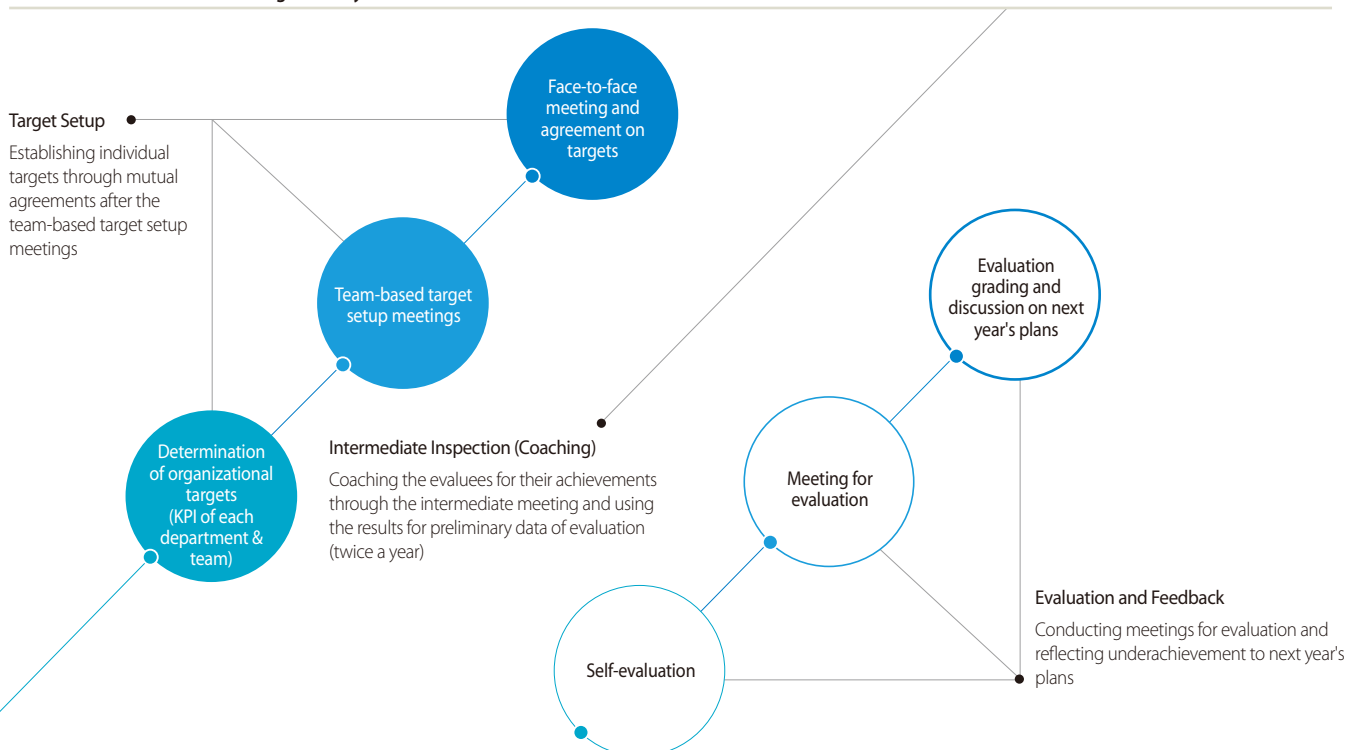 Target Setup
Establishing individual
targets through mutual
agreements after the
team-based target setup
meetings
Face-to-face
meeting and
agreement on
targets
Team-based target
setup meetings
Determination
of organizational
targets
(KPI of each
department &
team)
Intermediate Inspection (Coaching)
Coaching the evaluees for their achievements
through the intermediate meeting and using
the results for preliminary data of evaluation
(twice a year)
Evaluation
grading and
discussion on next
year's plans
Meeting for
evaluation
Self-evaluation
Evaluation and Feedback
Conducting meetings for evaluation and
reflecting underachievement to next year's
plans